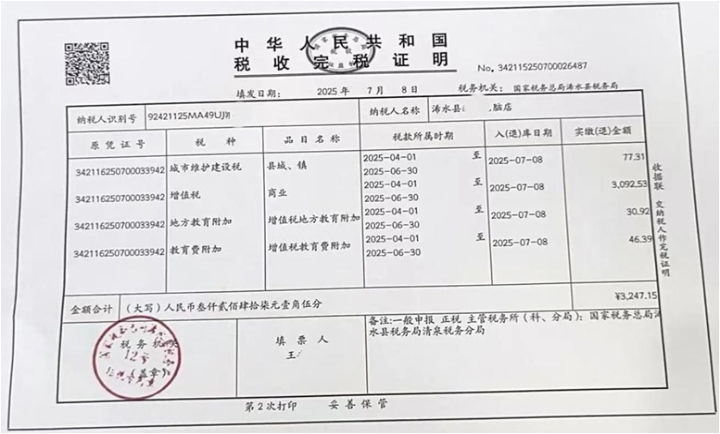 中华人民共和国
税收完税证明
No. 342115250700026487
填发日期： 2025 年 7 月 8 日 税务机关： 国家税务总局浠水县税务局
纳税人识别号 92421125MA49UJ 纳税人名称 浠水县 脑店
原凭证号 税 种 品目名称 税款所属时期 入(退)库日期 实缴(退)金额
342116250700033942 城市维护建设税 县城、镇 2025-04-01 至 2025-06-30 2025-07-08 77.31
342116250700033942 增值税 商业 2025-04-01 至 2025-06-30 2025-07-08 3,092.53
342116250700033942 地方教育附加 增值税地方教育附加 2025-04-01 至 2025-06-30 2025-07-08 30.92
342116250700033942 教育费附加 增值税教育费附加 2025-04-01 至 2025-06-30 2025-07-08 46.39
金额合计 (大写)人民币叁仟贰佰肆拾柒元壹角伍分 ¥3,247.15
税务机关
(盖章)
填 票 人
王
备注:一般申报 正税 主管税务所（科、分局）：国家税务总局浠
水县税务局清泉税务分局
收据联 交纳税人作完税证明
第2次打印 妥善保管